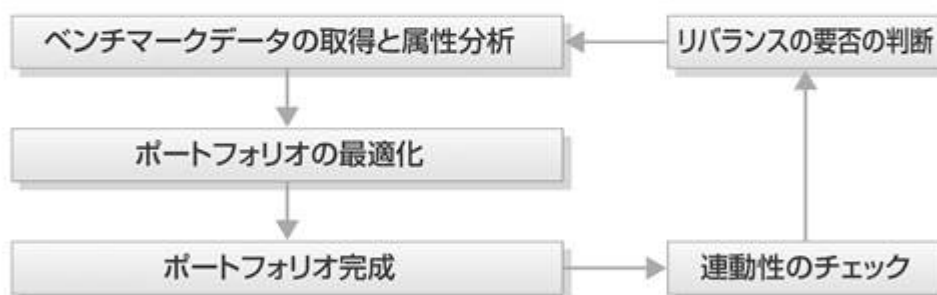 ベンチマークデータの取得と属性分析
リバランスの要否の判断
ポートフォリオの最適化
ポートフォリオ完成
連動性のチェック